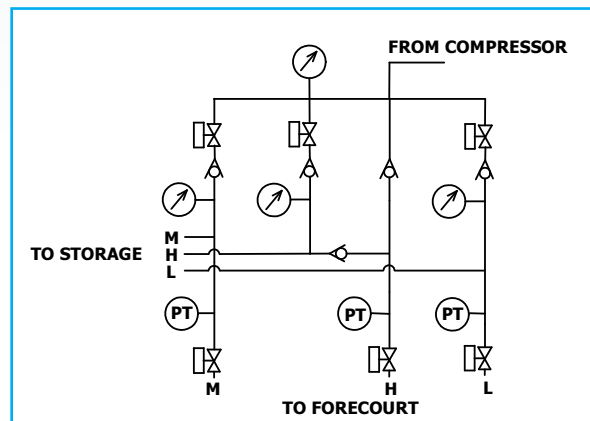 FROM COMPRESSOR
M
TO STORAGE
H
L
PT
PT
PT
M
H
L
TO FORECOURT